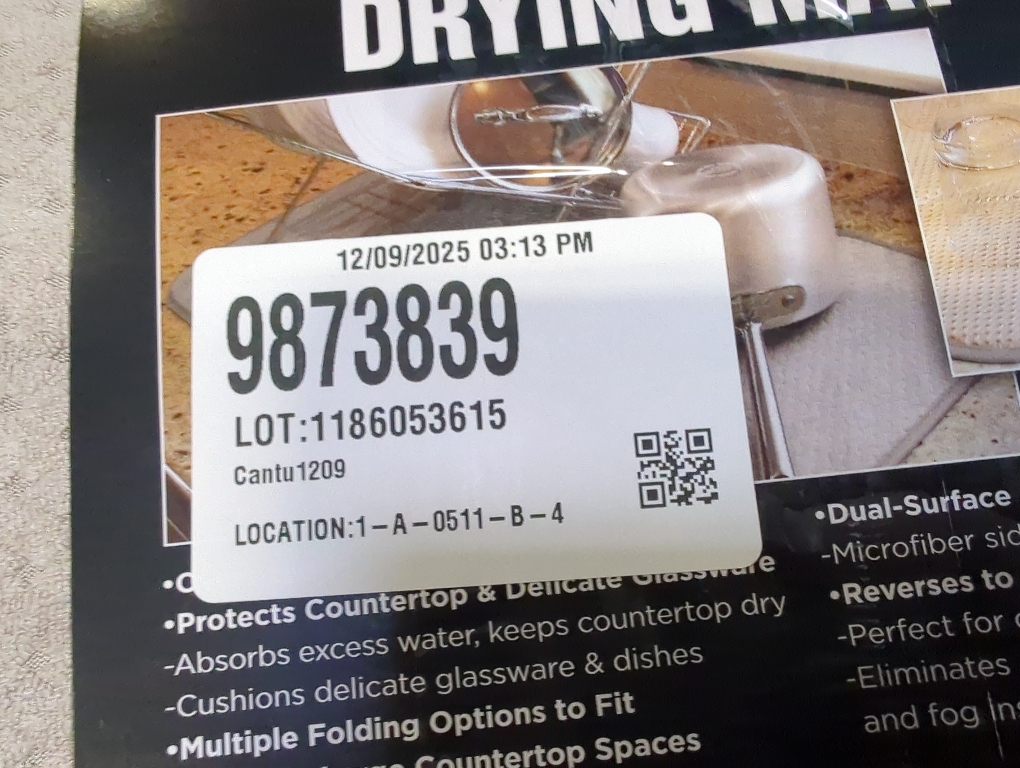 DRYING MAT
12/09/2025 03:13 PM
9873839
LOT:1186053615
Cantu1209
LOCATION:1-A-0511-B-4
•Protects Countertop & Delicate Glassware
-Absorbs excess water, keeps countertop dry
-Cushions delicate glassware & dishes
•Multiple Folding Options to Fit
Countertop Spaces
•Dual-Surface
-Microfiber
•Reverses to
-Perfect for
-Eliminates
and fog